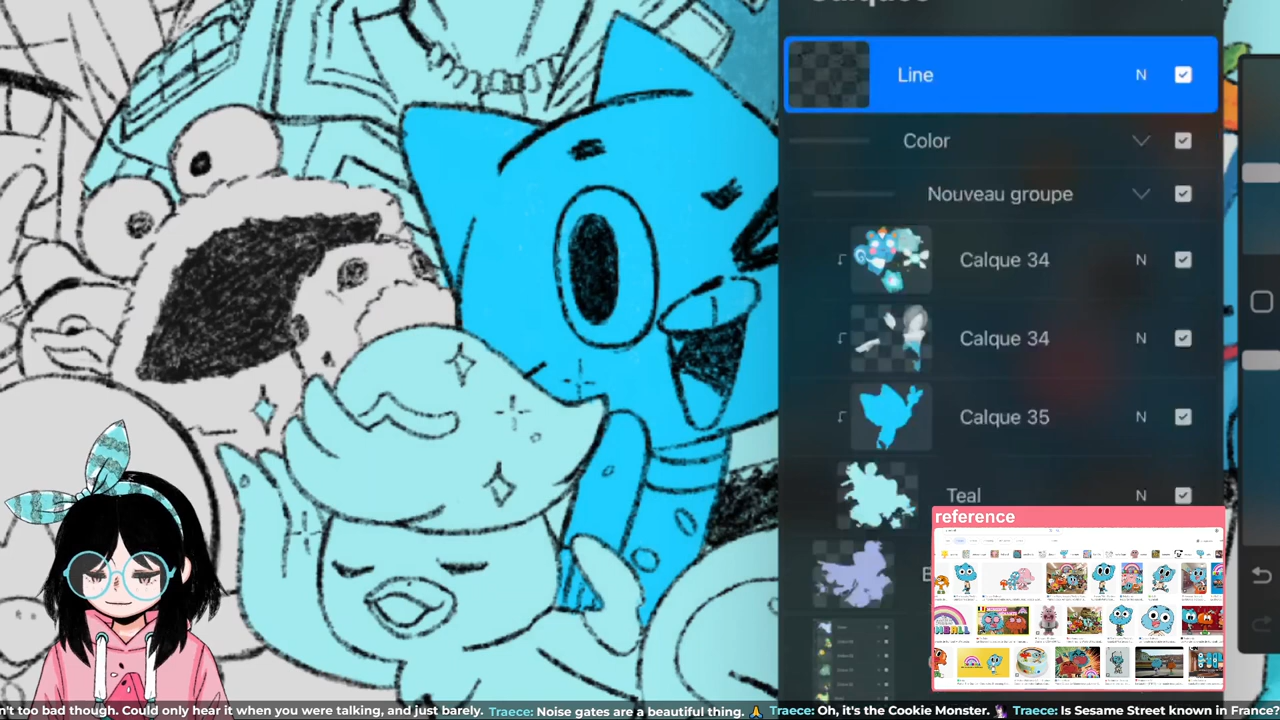 Line N
Color
Nouveau groupe
Calque 34 N
Calque 34 N
Calque 35 N
Teal N
reference
n't too bad though. Could only hear it when you were talking, and just barely. Traece: Noise gates are a beautiful thing. 🙏 Traece: Oh, it's the Cookie Monster. Traece: Is Sesame Street known in France?